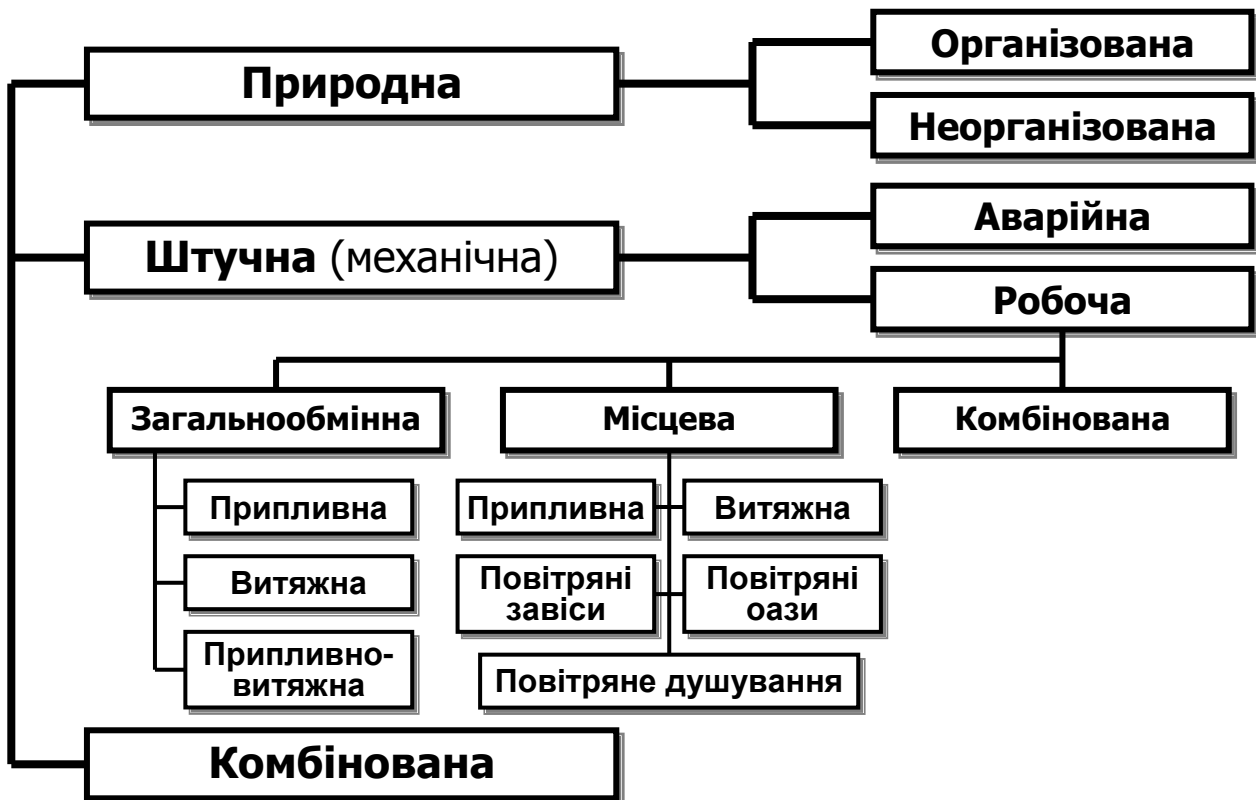 Природна
Організована
Неорганізована
Штучна (механічна)
Аварійна
Робоча
Загальнообмінна
Місцева
Комбінована
Припливна
Витяжна
Припливно-
витяжна
Припливна
Витяжна
Повітряні
завіси
Повітряні
оази
Повітряне душування
Комбінована